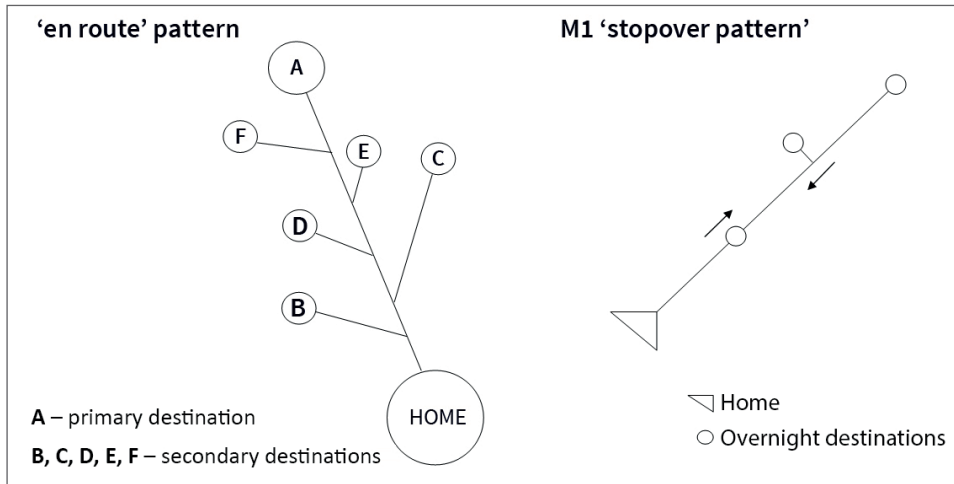 ‘en route’ pattern
A
F
E
C
D
B
HOME
A – primary destination
B, C, D, E, F – secondary destinations
M1 ‘stopover pattern’
Home
Overnight destinations